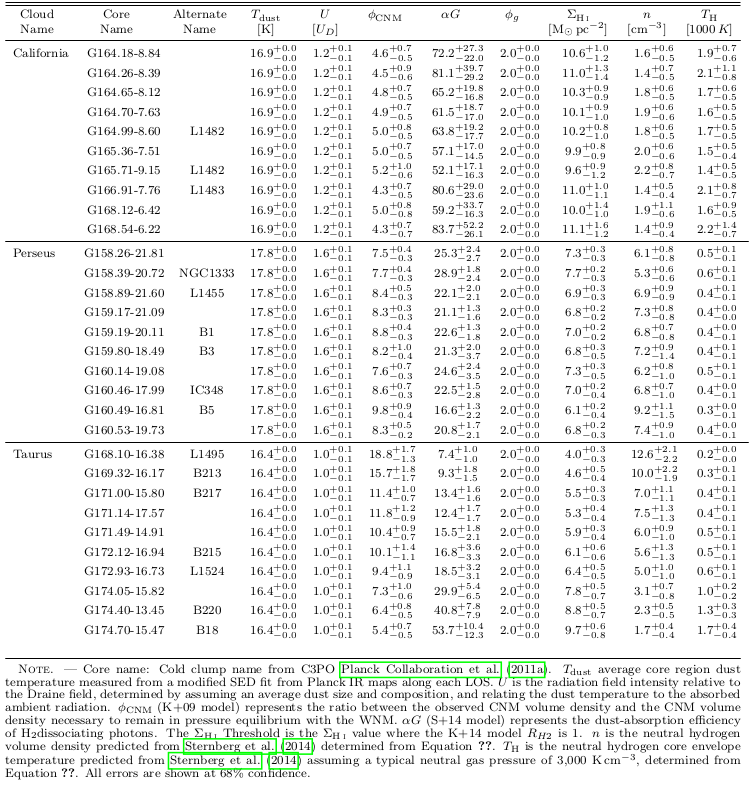 Cloud Core Alternate T_dust U ϕ_CNM αG ϕ_g Σ_H I n T_H
Name Name Name [K] [U_D] [M⊙ pc^−2] [cm^−3] [1000 K]
California G164.18-8.84 16.9+0.0−0.0 1.2+0.1−0.1 4.6+0.7−0.5 72.2+27.3−22.0 2.0+0.0−0.0 10.6+1.0−1.2 1.6+0.6−0.5 1.9+0.7−0.6
G164.26-8.39 16.9+0.0−0.0 1.2+0.1−0.1 4.5+0.9−0.6 81.1+39.7−29.2 2.0+0.0−0.0 11.0+1.3−1.4 1.4+0.7−0.5 2.1+1.1−0.8
G164.65-8.12 16.9+0.0−0.0 1.2+0.1−0.1 4.8+0.7−0.5 65.2+19.8−16.8 2.0+0.0−0.0 10.3+0.9−1.0 1.8+0.6−0.5 1.7+0.6−0.5
G164.70-7.63 16.9+0.0−0.0 1.2+0.1−0.1 4.9+0.7−0.5 61.5+18.7−17.0 2.0+0.0−0.0 10.1+0.9−1.0 1.9+0.6−0.6 1.6+0.5−0.5
G164.99-8.60 L1482 16.9+0.0−0.0 1.2+0.1−0.1 5.0+0.8−0.5 63.8+19.2−17.7 2.0+0.0−0.0 10.2+0.8−1.0 1.8+0.6−0.5 1.7+0.5−0.5
G165.36-7.51 16.9+0.0−0.0 1.2+0.1−0.1 5.0+0.7−0.5 57.1+17.0−14.5 2.0+0.0−0.0 9.9+0.8−0.9 2.0+0.6−0.6 1.5+0.5−0.4
G165.71-9.15 L1482 16.9+0.0−0.0 1.2+0.1−0.1 5.2+1.0−0.6 52.1+17.1−16.3 2.0+0.0−0.0 9.6+0.9−1.2 2.2+0.8−0.7 1.4+0.5−0.5
G166.91-7.76 L1483 16.9+0.0−0.0 1.2+0.1−0.1 4.3+0.7−0.5 80.6+29.0−23.6 2.0+0.0−0.0 11.0+1.0−1.1 1.4+0.5−0.4 2.1+0.8−0.7
G168.12-6.42 16.9+0.0−0.0 1.2+0.1−0.1 5.0+0.8−0.8 59.2+33.7−16.3 2.0+0.0−0.0 10.0+1.4−1.0 1.9+1.1−0.6 1.6+0.9−0.5
G168.54-6.22 16.9+0.0−0.0 1.2+0.1−0.1 4.3+0.7−0.7 83.7+52.2−26.1 2.0+0.0−0.0 11.1+1.6−1.2 1.4+0.9−0.4 2.2+1.4−0.7
Perseus G158.26-21.81 17.8+0.0−0.0 1.6+0.1−0.1 7.5+0.4−0.3 25.3+2.4−2.7 2.0+0.0−0.0 7.3+0.3−0.3 6.1+0.8−0.8 0.5+0.1−0.1
G158.39-20.72 NGC1333 17.8+0.0−0.0 1.6+0.1−0.1 7.7+0.4−0.3 28.9+1.8−2.4 2.0+0.0−0.0 7.7+0.2−0.3 5.3+0.6−0.6 0.6+0.1−0.1
G158.89-21.60 L1455 17.8+0.0−0.0 1.6+0.1−0.1 8.4+0.5−0.3 22.1+2.0−2.1 2.0+0.0−0.0 6.9+0.3−0.3 6.9+0.9−0.9 0.4+0.1−0.1
G159.17-21.09 17.8+0.0−0.0 1.6+0.1−0.1 8.3+0.3−0.3 21.1+1.3−1.6 2.0+0.0−0.0 6.8+0.2−0.2 7.3+0.8−0.8 0.4+0.0−0.0
G159.19-20.11 B1 17.8+0.0−0.0 1.6+0.1−0.1 8.8+0.4−0.3 22.6+1.3−1.8 2.0+0.0−0.0 7.0+0.2−0.2 6.8+0.7−0.8 0.4+0.0−0.0
G159.80-18.49 B3 17.8+0.0−0.0 1.6+0.1−0.1 8.2+1.0−0.4 21.3+2.0−3.7 2.0+0.0−0.0 6.8+0.3−0.5 7.2+0.9−1.4 0.4+0.1−0.1
G160.14-19.08 17.8+0.0−0.0 1.6+0.1−0.1 7.6+0.7−0.3 24.6+2.4−3.5 2.0+0.0−0.0 7.3+0.3−0.5 6.2+0.8−1.0 0.5+0.1−0.1
G160.46-17.99 IC348 17.8+0.0−0.0 1.6+0.1−0.1 8.6+0.7−0.3 22.5+1.5−2.8 2.0+0.0−0.0 7.0+0.2−0.4 6.8+0.7−1.0 0.4+0.0−0.1
G160.49-16.81 B5 17.8+0.0−0.0 1.6+0.1−0.1 9.8+0.9−0.4 16.6+1.3−2.2 2.0+0.0−0.0 6.1+0.2−0.4 9.2+1.1−1.5 0.3+0.0−0.0
G160.53-19.73 17.8+0.0−0.0 1.6+0.1−0.1 8.3+0.5−0.2 20.8+1.7−2.1 2.0+0.0−0.0 6.8+0.2−0.3 7.4+0.9−1.0 0.4+0.0−0.0
Taurus G168.10-16.38 L1495 16.4+0.0−0.0 1.0+0.1−0.1 18.8+1.7−1.3 7.4+1.0−1.0 2.0+0.0−0.0 4.0+0.3−0.3 12.6+2.1−2.2 0.2+0.0−0.0
G169.32-16.17 B213 16.4+0.0−0.0 1.0+0.1−0.1 15.7+1.8−1.7 9.3+1.8−1.5 2.0+0.0−0.0 4.6+0.5−0.4 10.0+2.2−1.9 0.3+0.1−0.1
G171.00-15.80 B217 16.4+0.0−0.0 1.0+0.1−0.1 11.4+1.0−0.7 13.4+1.6−1.6 2.0+0.0−0.0 5.5+0.3−0.3 7.0+1.1−1.1 0.4+0.1−0.1
G171.14-17.57 16.4+0.0−0.0 1.0+0.1−0.1 11.8+1.2−0.9 12.4+1.7−1.7 2.0+0.0−0.0 5.3+0.4−0.4 7.5+1.3−1.3 0.4+0.1−0.1
G171.49-14.91 16.4+0.0−0.0 1.0+0.1−0.1 10.4+0.9−0.7 15.5+1.8−2.1 2.0+0.0−0.0 5.9+0.3−0.4 6.0+0.9−1.0 0.5+0.1−0.1
G172.12-16.94 B215 16.4+0.0−0.0 1.0+0.1−0.1 10.1+1.4−1.1 16.8+3.6−3.3 2.0+0.0−0.0 6.1+0.6−0.6 5.6+1.3−1.3 0.5+0.1−0.1
G172.93-16.73 L1524 16.4+0.0−0.0 1.0+0.1−0.1 9.4+1.1−0.9 18.5+3.2−3.1 2.0+0.0−0.0 6.4+0.5−0.5 5.0+1.0−1.0 0.6+0.1−0.1
G174.05-15.82 16.4+0.0−0.0 1.0+0.1−0.1 7.3+1.0−0.6 29.9+5.4−6.5 2.0+0.0−0.0 7.8+0.5−0.7 3.1+0.7−0.8 1.0+0.2−0.2
G174.40-13.45 B220 16.4+0.0−0.0 1.0+0.1−0.1 6.4+0.8−0.5 40.8+7.8−7.9 2.0+0.0−0.0 8.8+0.5−0.7 2.3+0.5−0.5 1.3+0.3−0.3
G174.70-15.47 B18 16.4+0.0−0.0 1.0+0.1−0.1 5.4+0.7−0.5 53.7+10.4−12.3 2.0+0.0−0.0 9.7+0.6−0.8 1.7+0.4−0.4 1.7+0.4−0.4
NOTE. — Core name: Cold clump name from C3PO Planck Collaboration et al. (2011a). T_dust average core region dust
temperature measured from a modified SED fit from Planck IR maps along each LOS. U is the radiation field intensity relative to
the Draine field, determined by assuming an average dust size and composition, and relating the dust temperature to the absorbed
ambient radiation. ϕ_CNM (K+09 model) represents the ratio between the observed CNM volume density and the CNM volume
density necessary to remain in pressure equilibrium with the WNM. αG (S+14 model) represents the dust-absorption efficiency
of H2dissociating photons. The Σ_H I Threshold is the Σ_H I value where the K+14 model R_H2 is 1. n is the neutral hydrogen
volume density predicted from Sternberg et al. (2014) determined from Equation ??. T_H is the neutral hydrogen core envelope
temperature predicted from Sternberg et al. (2014) assuming a typical neutral gas pressure of 3,000 K cm^−3, determined from
Equation ??. All errors are shown at 68% confidence.